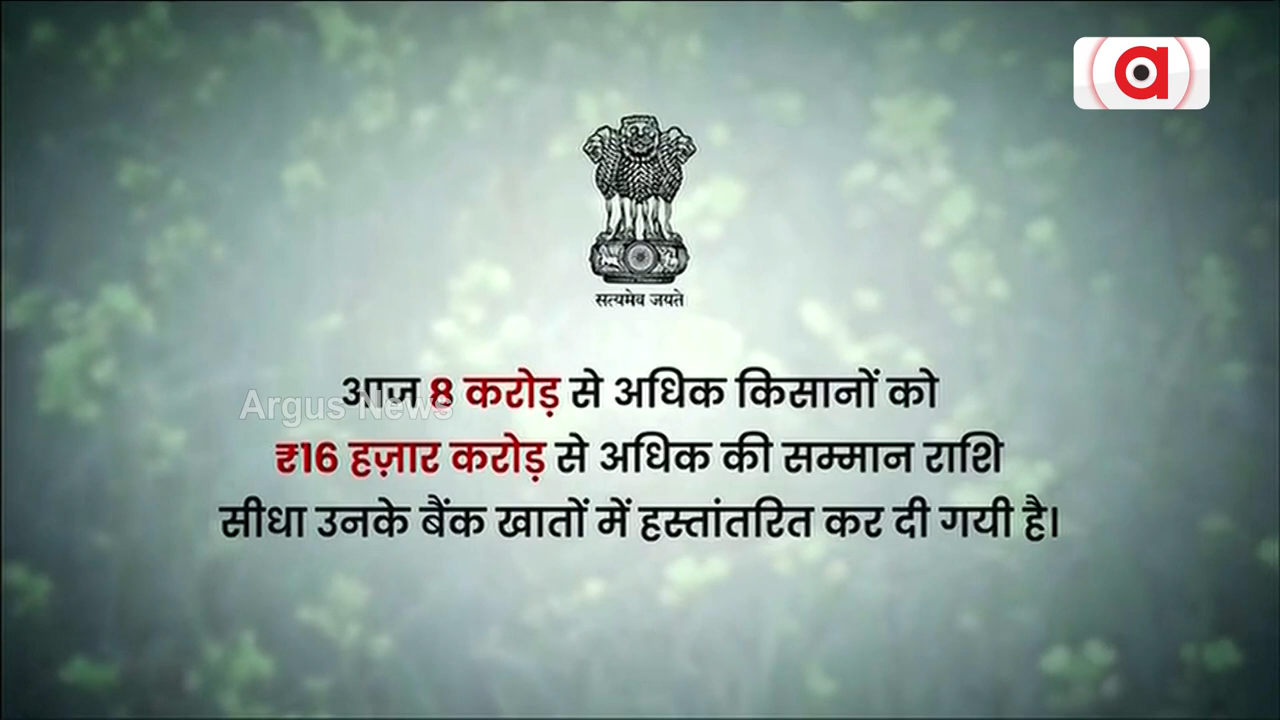 सत्यमेव जयते
आज 8 करोड़ से अधिक किसानों को
Argus News
₹16 हज़ार करोड़ से अधिक की सम्मान राशि
सीधा उनके बैंक खातों में हस्तांतरित कर दी गयी है।